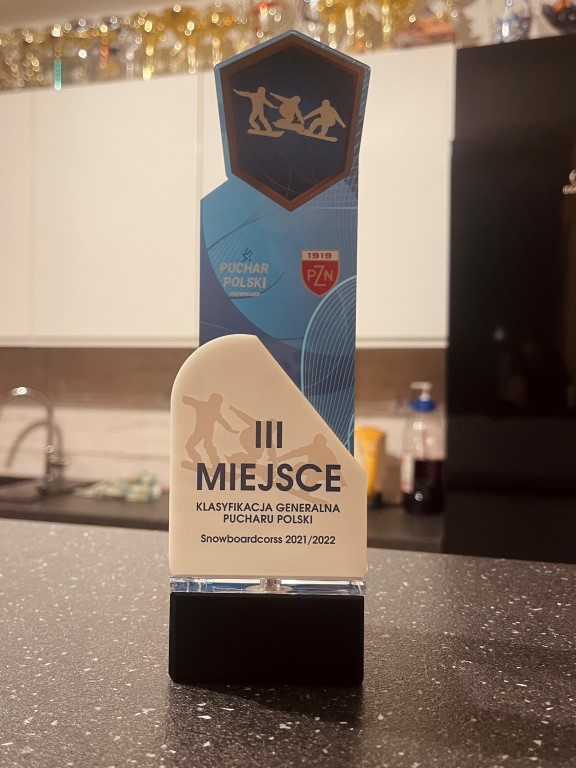 PUCHAR
POLSKI
1919
PZN
III
MIEJSCE
KLASYFIKACJA GENERALNA
PUCHARU POLSKI
Snowboardcorss 2021/2022